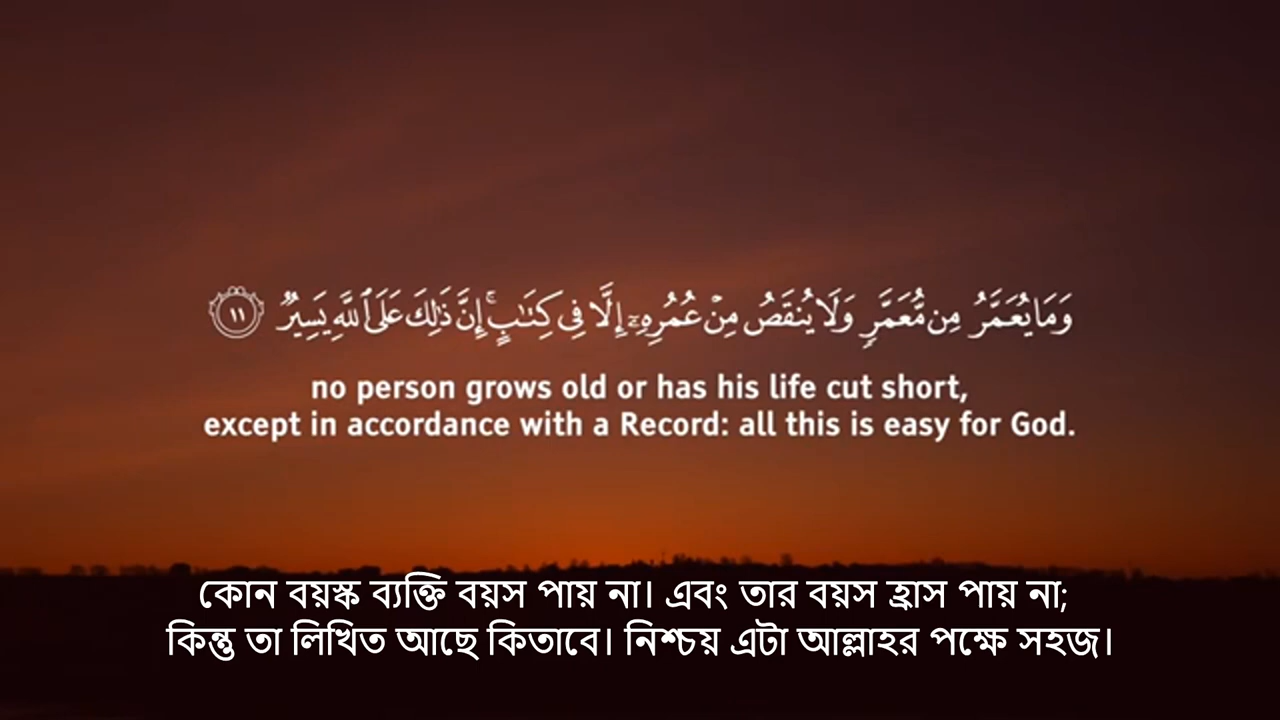 وَمَا يُعَمَّرُ مِن مُّعَمَّرٍ وَلَا يُنقَصُ مِنْ عُمُرِهِۦٓ إِلَّا فِى كِتَٰبٍ ۚ إِنَّ ذَٰلِكَ عَلَى ٱللَّهِ يَسِيرٌ ١١
no person grows old or has his life cut short,
except in accordance with a Record: all this is easy for God.
কোন বয়স্ক ব্যক্তি বয়স পায় না। এবং তার বয়স হ্রাস পায় না;
কিন্তু তা লিখিত আছে কিতাবে। নিশ্চয় এটা আল্লাহর পক্ষে সহজ।